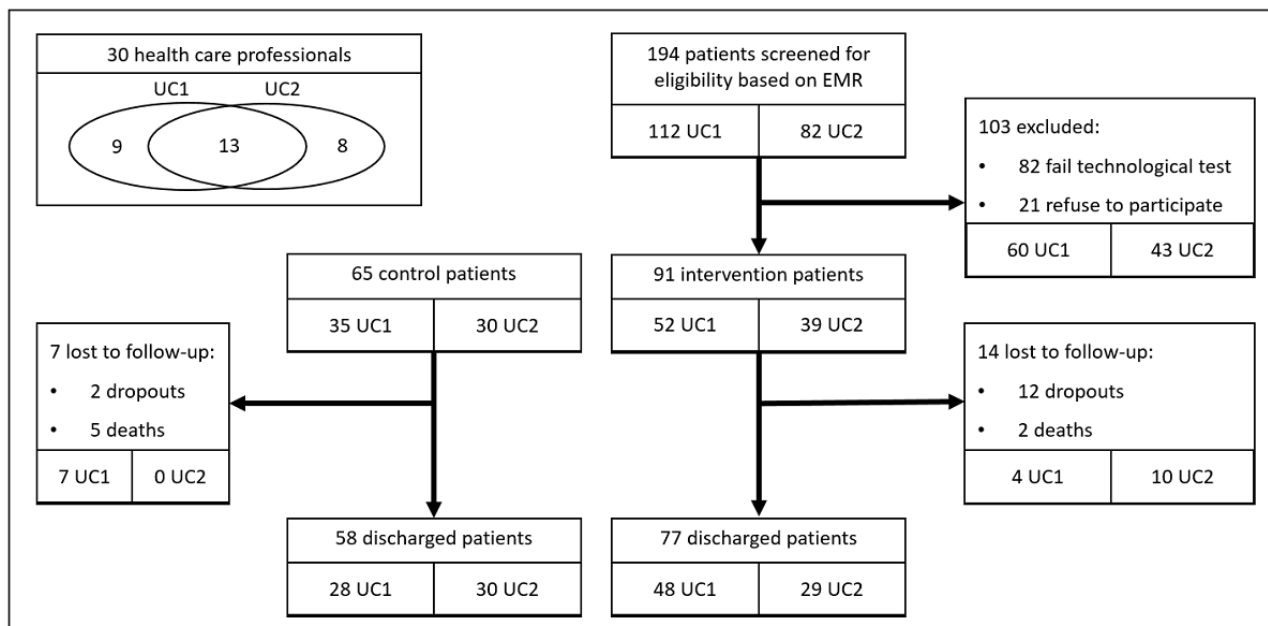 30 health care professionals
UC1 UC2
9 13 8
194 patients screened for
eligibility based on EMR
112 UC1 82 UC2
103 excluded:
• 82 fail technological test
• 21 refuse to participate
60 UC1 43 UC2
65 control patients
35 UC1 30 UC2
91 intervention patients
52 UC1 39 UC2
7 lost to follow-up:
• 2 dropouts
• 5 deaths
7 UC1 0 UC2
14 lost to follow-up:
• 12 dropouts
• 2 deaths
4 UC1 10 UC2
58 discharged patients
28 UC1 30 UC2
77 discharged patients
48 UC1 29 UC2